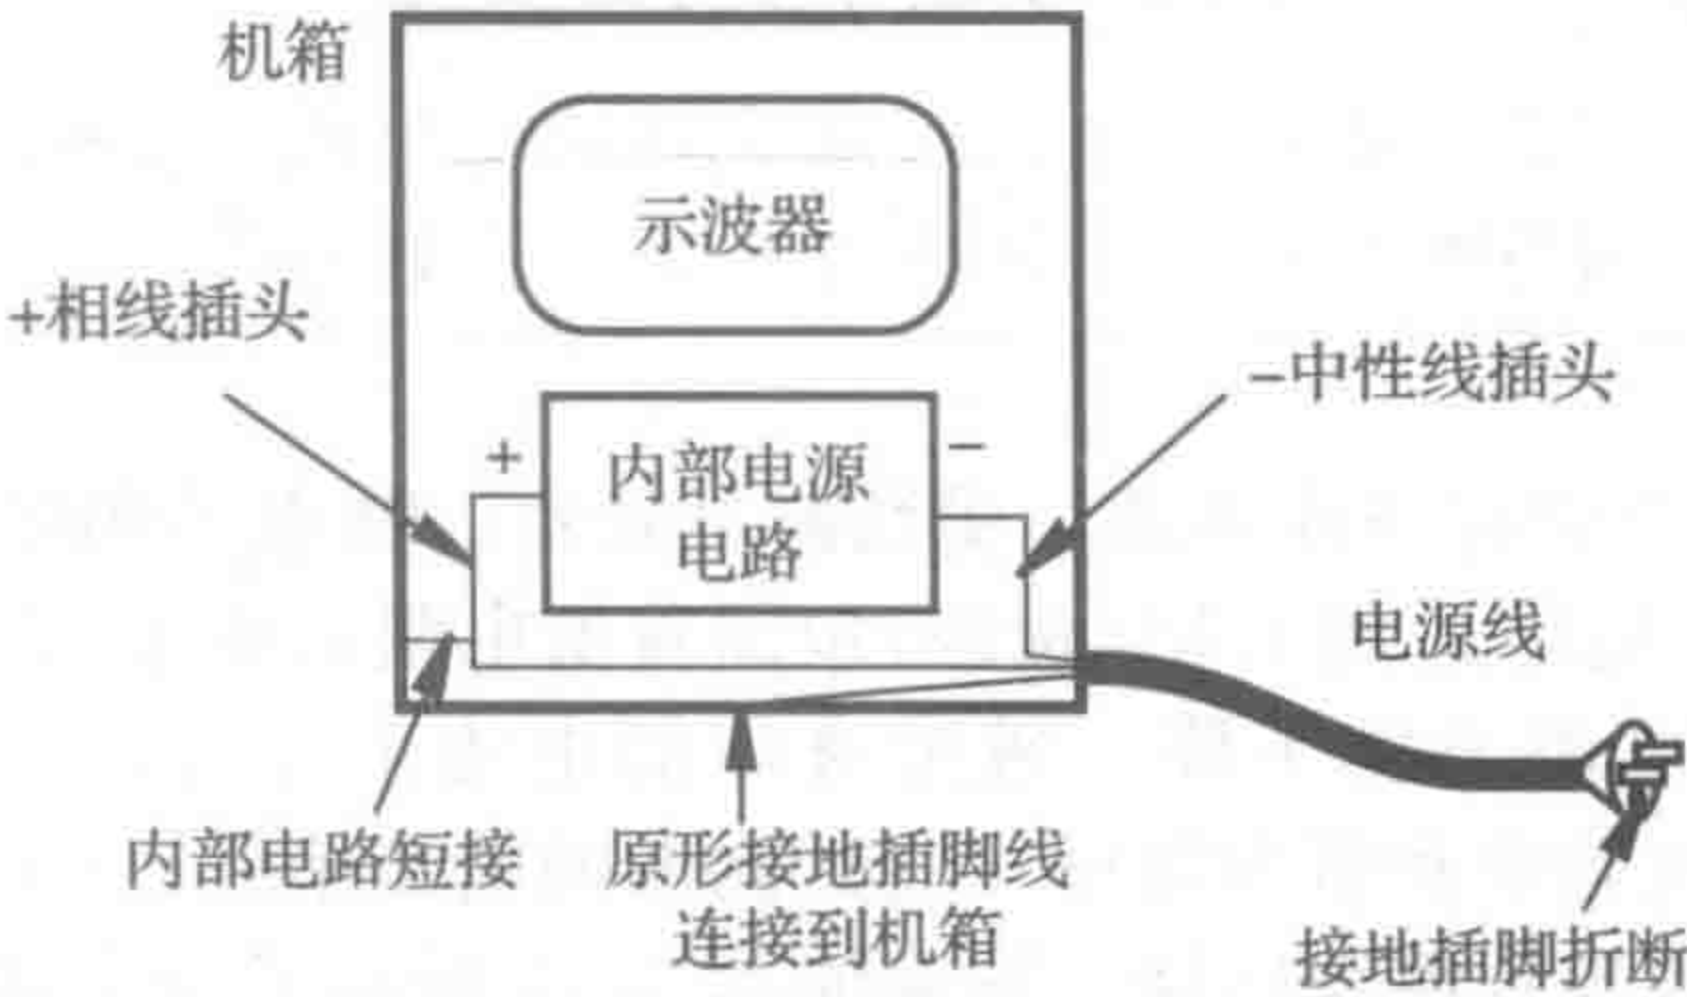 机箱
示波器
+相线插头
−中性线插头
+
−
内部电源
电路
电源线
内部电路短接
原形接地插脚线
连接到机箱
接地插脚折断